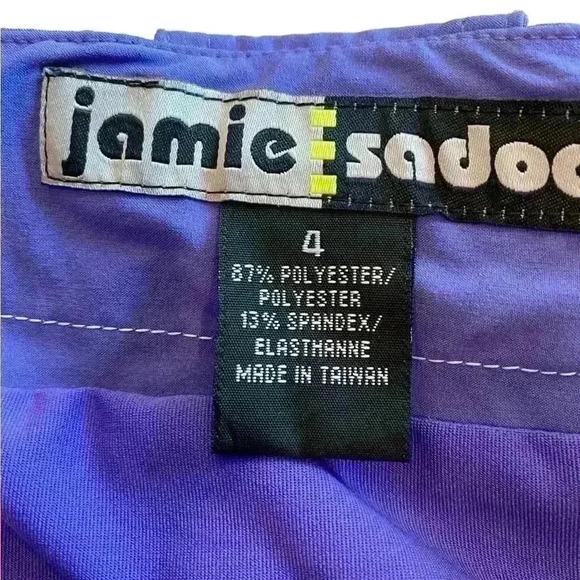 jamie sadoc
4
87% POLYESTER/
POLYESTER
13% SPANDEX/
ELASTHANNE
MADE IN TAIWAN